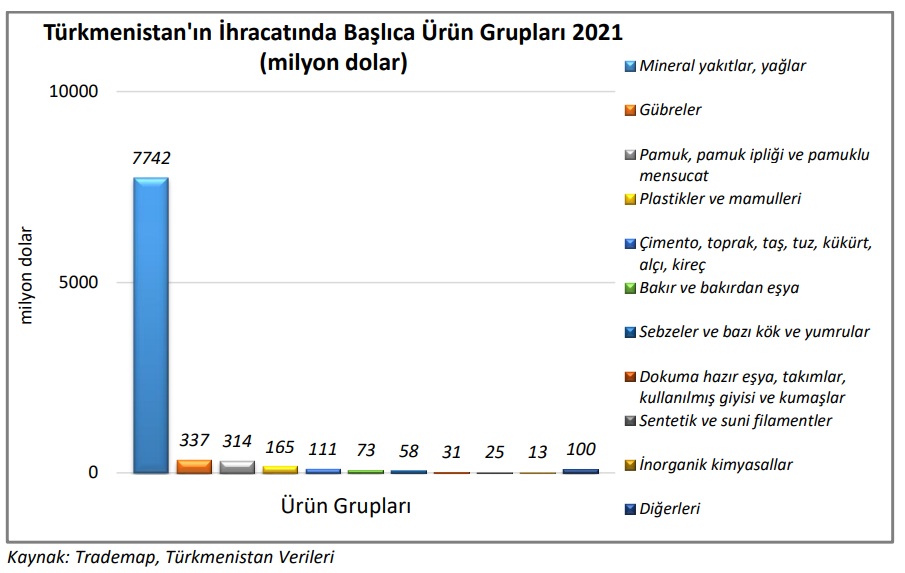 Türkmenistan'ın İhracatında Başlıca Ürün Grupları 2021
(milyon dolar)
10000
5000
0
milyon dolar
7742
337
314
165
111
73
58
31
25
13
100
Ürün Grupları
Mineral yakıtlar, yağlar
Gübreler
Pamuk, pamuk ipliği ve pamuklu
mensucat
Plastikler ve mamulleri
Çimento, toprak, taş, tuz, kükürt,
alçı, kireç
Bakır ve bakırdan eşya
Sebzeler ve bazı kök ve yumrular
Dokuma hazır eşya, takımlar,
kullanılmış giyisi ve kumaşlar
Sentetik ve suni filamentler
İnorganik kimyasallar
Diğerleri
Kaynak: Trademap, Türkmenistan Verileri